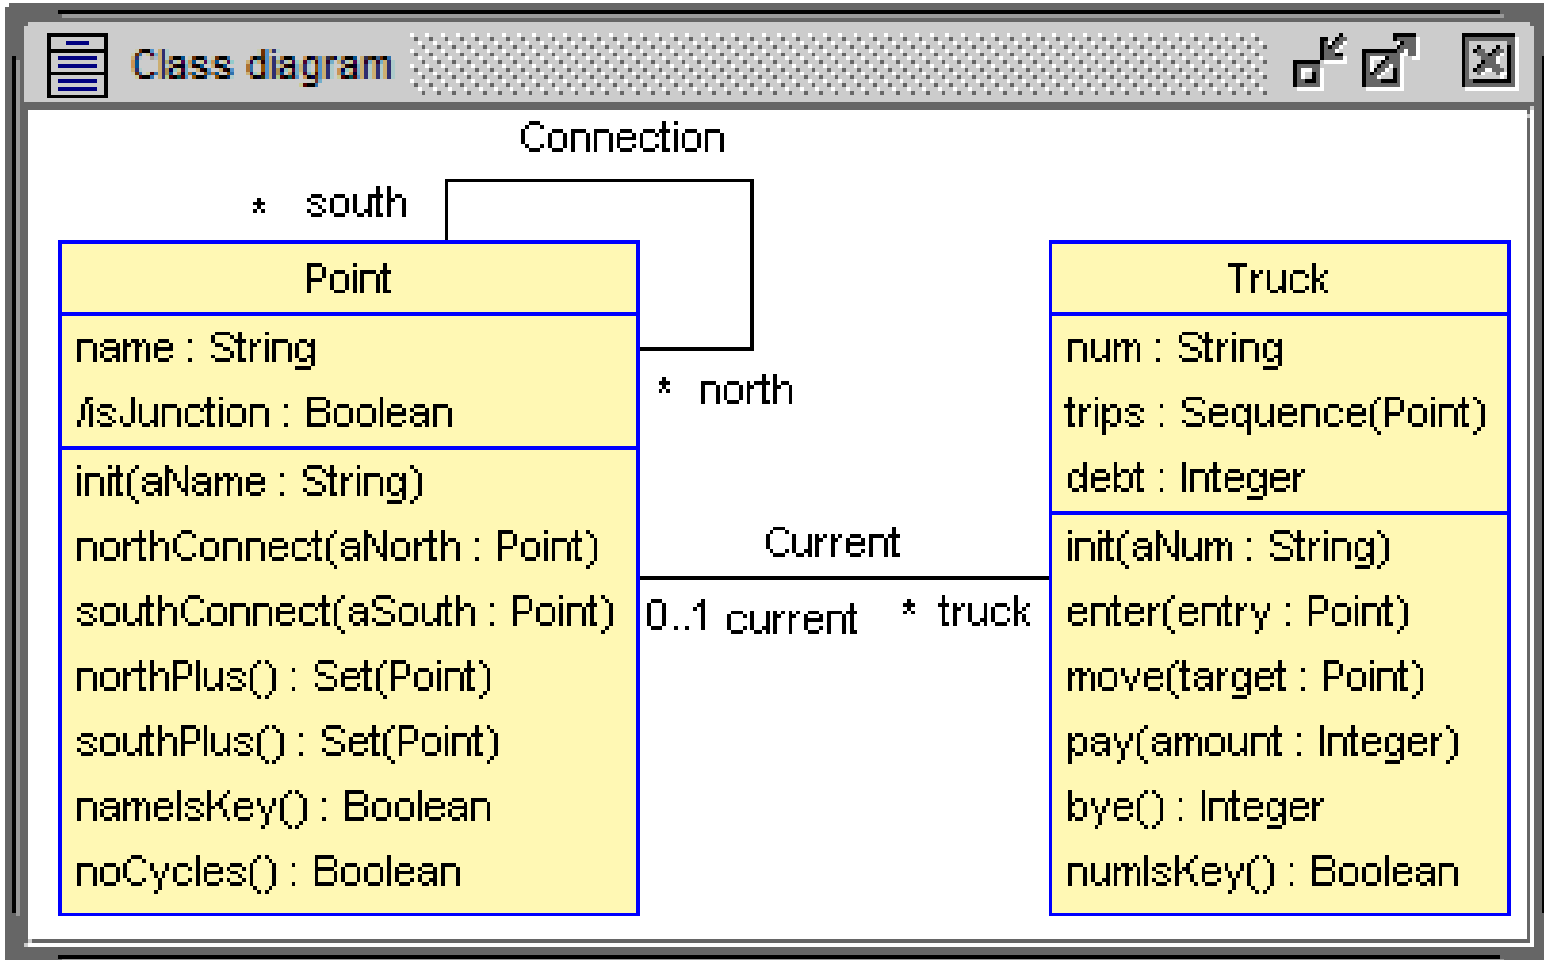 Class diagram
Connection
* south
Point
name : String
/isJunction : Boolean
init(aName : String)
northConnect(aNorth : Point)
southConnect(aSouth : Point)
northPlus() : Set(Point)
southPlus() : Set(Point)
nameIsKey() : Boolean
noCycles() : Boolean
* north
Current
0..1 current * truck
Truck
num : String
trips : Sequence(Point)
debt : Integer
init(aNum : String)
enter(entry : Point)
move(target : Point)
pay(amount : Integer)
bye() : Integer
numIsKey() : Boolean